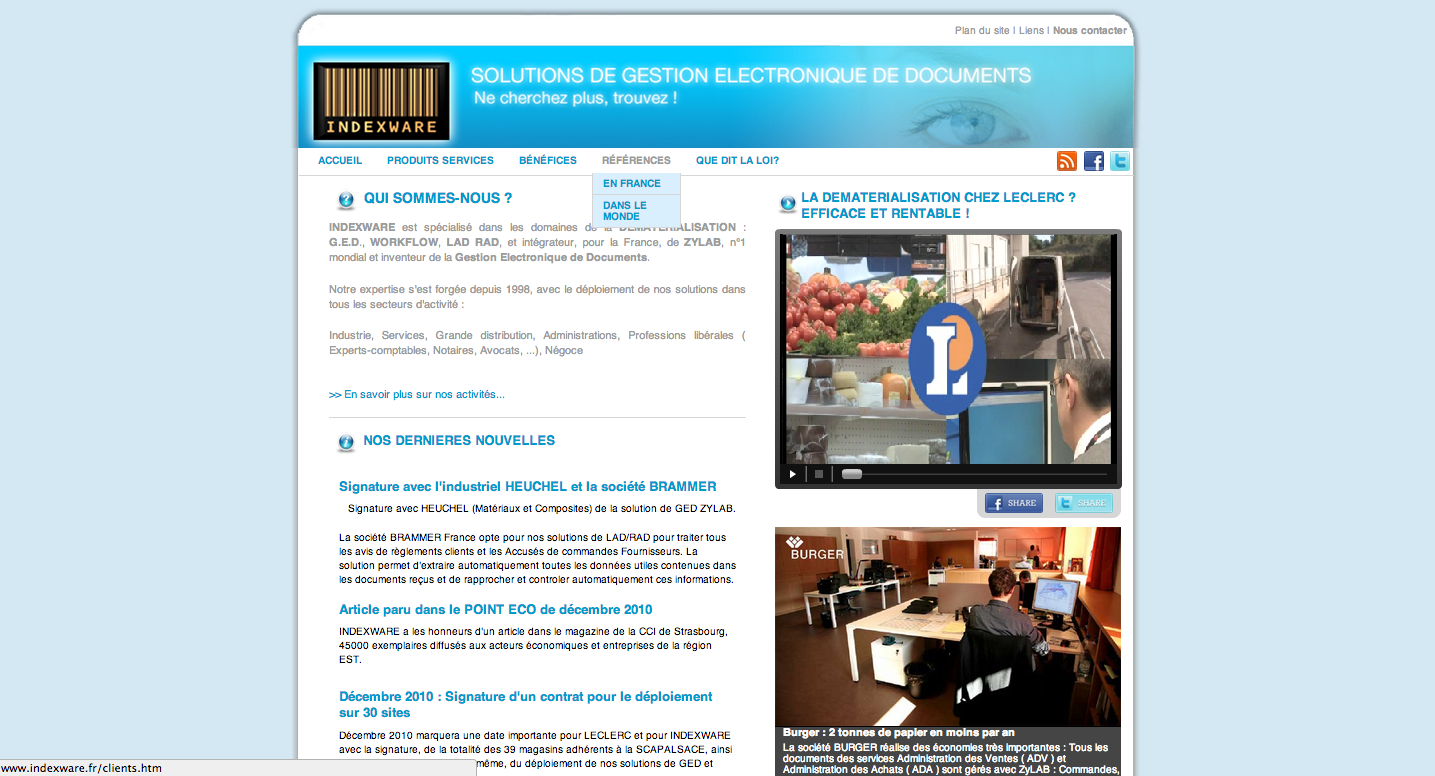 Plan du site | Liens | Nous contacter
INDEXWARE
SOLUTIONS DE GESTION ELECTRONIQUE DE DOCUMENTS
Ne cherchez plus, trouvez !
ACCUEIL PRODUITS SERVICES BÉNÉFICES RÉFÉRENCES QUE DIT LA LOI?
EN FRANCE
DANS LE
MONDE
QUI SOMMES-NOUS ?
INDEXWARE est spécialisé dans les domaines de la DEMATERIALISATION :
G.E.D., WORKFLOW, LAD RAD, et intégrateur, pour la France, de ZYLAB, n°1
mondial et inventeur de la Gestion Electronique de Documents.
Notre expertise s'est forgée depuis 1998, avec le déploiement de nos solutions dans
tous les secteurs d'activité :
Industrie, Services, Grande distribution, Administrations, Professions libérales (
Experts-comptables, Notaires, Avocats, ...), Négoce
>> En savoir plus sur nos activités...
NOS DERNIERES NOUVELLES
Signature avec l'industriel HEUCHEL et la société BRAMMER
Signature avec HEUCHEL (Matériaux et Composites) de la solution de GED ZYLAB.
La société BRAMMER France opte pour nos solutions de LAD/RAD pour traiter tous
les avis de règlements clients et les Accusés de commandes Fournisseurs. La
solution permet d'extraire automatiquement toutes les données utiles contenues dans
les documents reçus et de rapprocher et controler automatiquement ces informations.
Article paru dans le POINT ECO de décembre 2010
INDEXWARE a les honneurs d'un article dans le magazine de la CCI de Strasbourg,
45000 exemplaires diffusés aux acteurs économiques et entreprises de la région
EST.
Décembre 2010 : Signature d'un contrat pour le déploiement
sur 30 sites
Décembre 2010 marquera une date importante pour LECLERC et pour INDEXWARE
avec la signature, de la totalité des 39 magasins adhérents à la SCAPALSACE, ainsi
même, du déploiement de nos solutions de GED et
LA DEMATERIALISATION CHEZ LECLERC ?
EFFICACE ET RENTABLE !
L
SHARE SHARE
BURGER
Burger : 2 tonnes de papier en moins par an
La société BURGER réalise des économies très importantes : Tous les
documents des services Administration des Ventes ( ADV ) et
Administration des Achats ( ADA ) sont gérés avec ZyLAB : Commandes,
www.indexware.fr/clients.htm